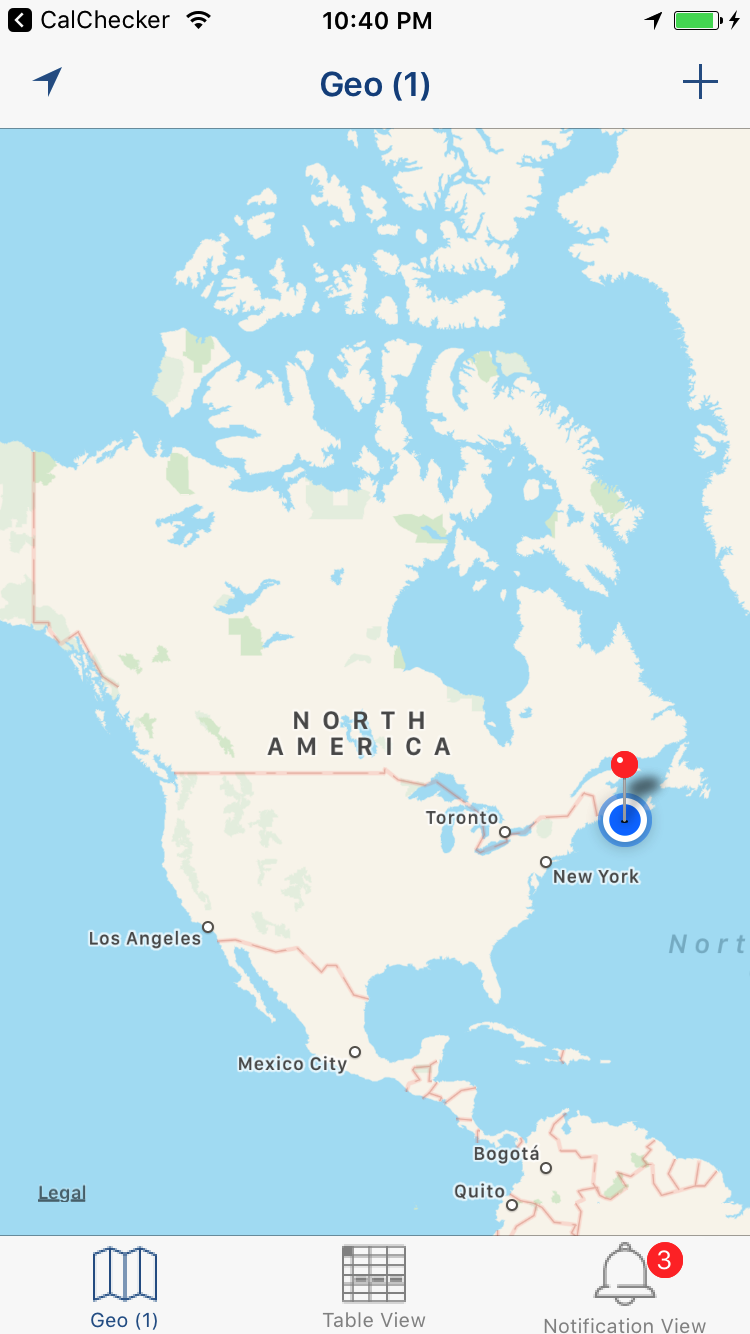 CalChecker
10:40 PM
Geo (1)
NORTH
AMERICA
Toronto
New York
Los Angeles
Nort
Mexico City
Bogotá
Quito
Legal
3
Geo (1)
Table View
Notification View